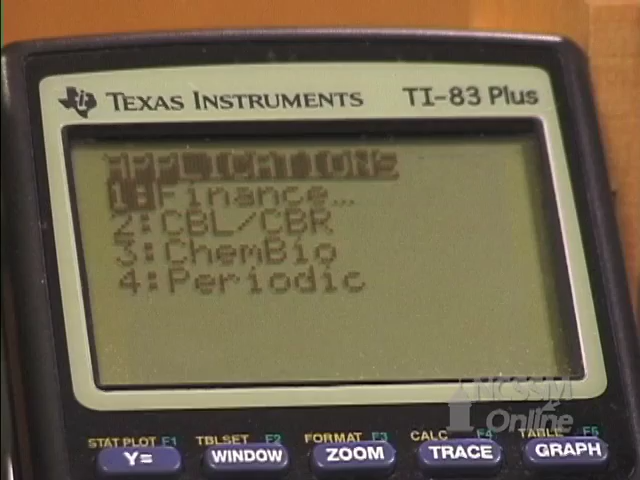 TEXAS INSTRUMENTS TI-83 Plus
APPLICATIONS
1:Finance…
2:CBL/CBR
3:ChemBio
4:Periodic
NCSSM
Online
STAT PLOT F1 TBLSET F2 FORMAT F3 CALC F4 TABLE F5
Y= WINDOW ZOOM TRACE GRAPH